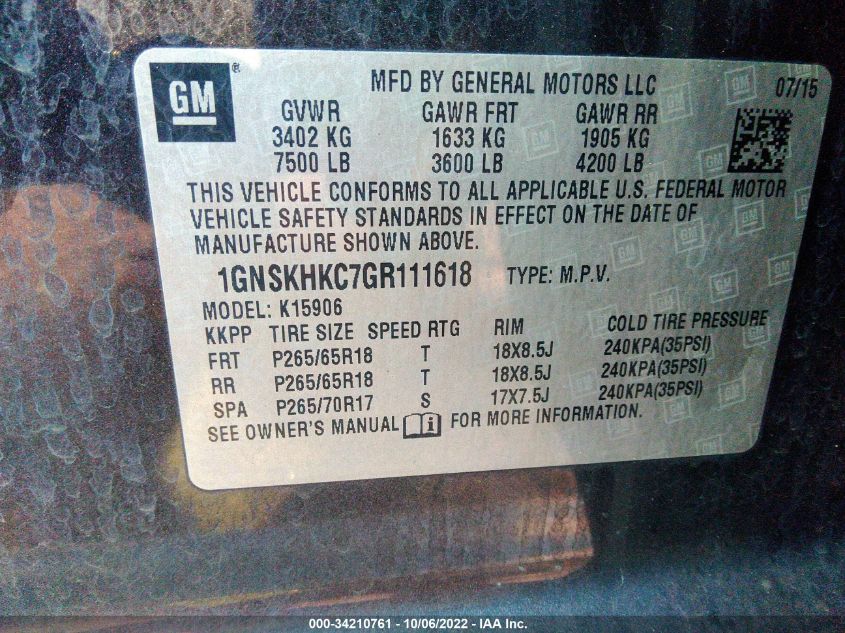 GM ® MFD BY GENERAL MOTORS LLC 07/15
GVWR GAWR FRT GAWR RR
3402 KG 1633 KG 1905 KG
7500 LB 3600 LB 4200 LB
THIS VEHICLE CONFORMS TO ALL APPLICABLE U.S. FEDERAL MOTOR
VEHICLE SAFETY STANDARDS IN EFFECT ON THE DATE OF
MANUFACTURE SHOWN ABOVE.
1GNSKHKC7GR111618 TYPE: M.P.V.
MODEL: K15906
KKPP TIRE SIZE SPEED RTG RIM COLD TIRE PRESSURE
FRT P265/65R18 T 18X8.5J 240KPA(35PSI)
RR P265/65R18 T 18X8.5J 240KPA(35PSI)
SPA P265/70R17 S 17X7.5J 240KPA(35PSI)
SEE OWNER'S MANUAL FOR MORE INFORMATION.
000-34210761 - 10/06/2022 - IAA Inc.